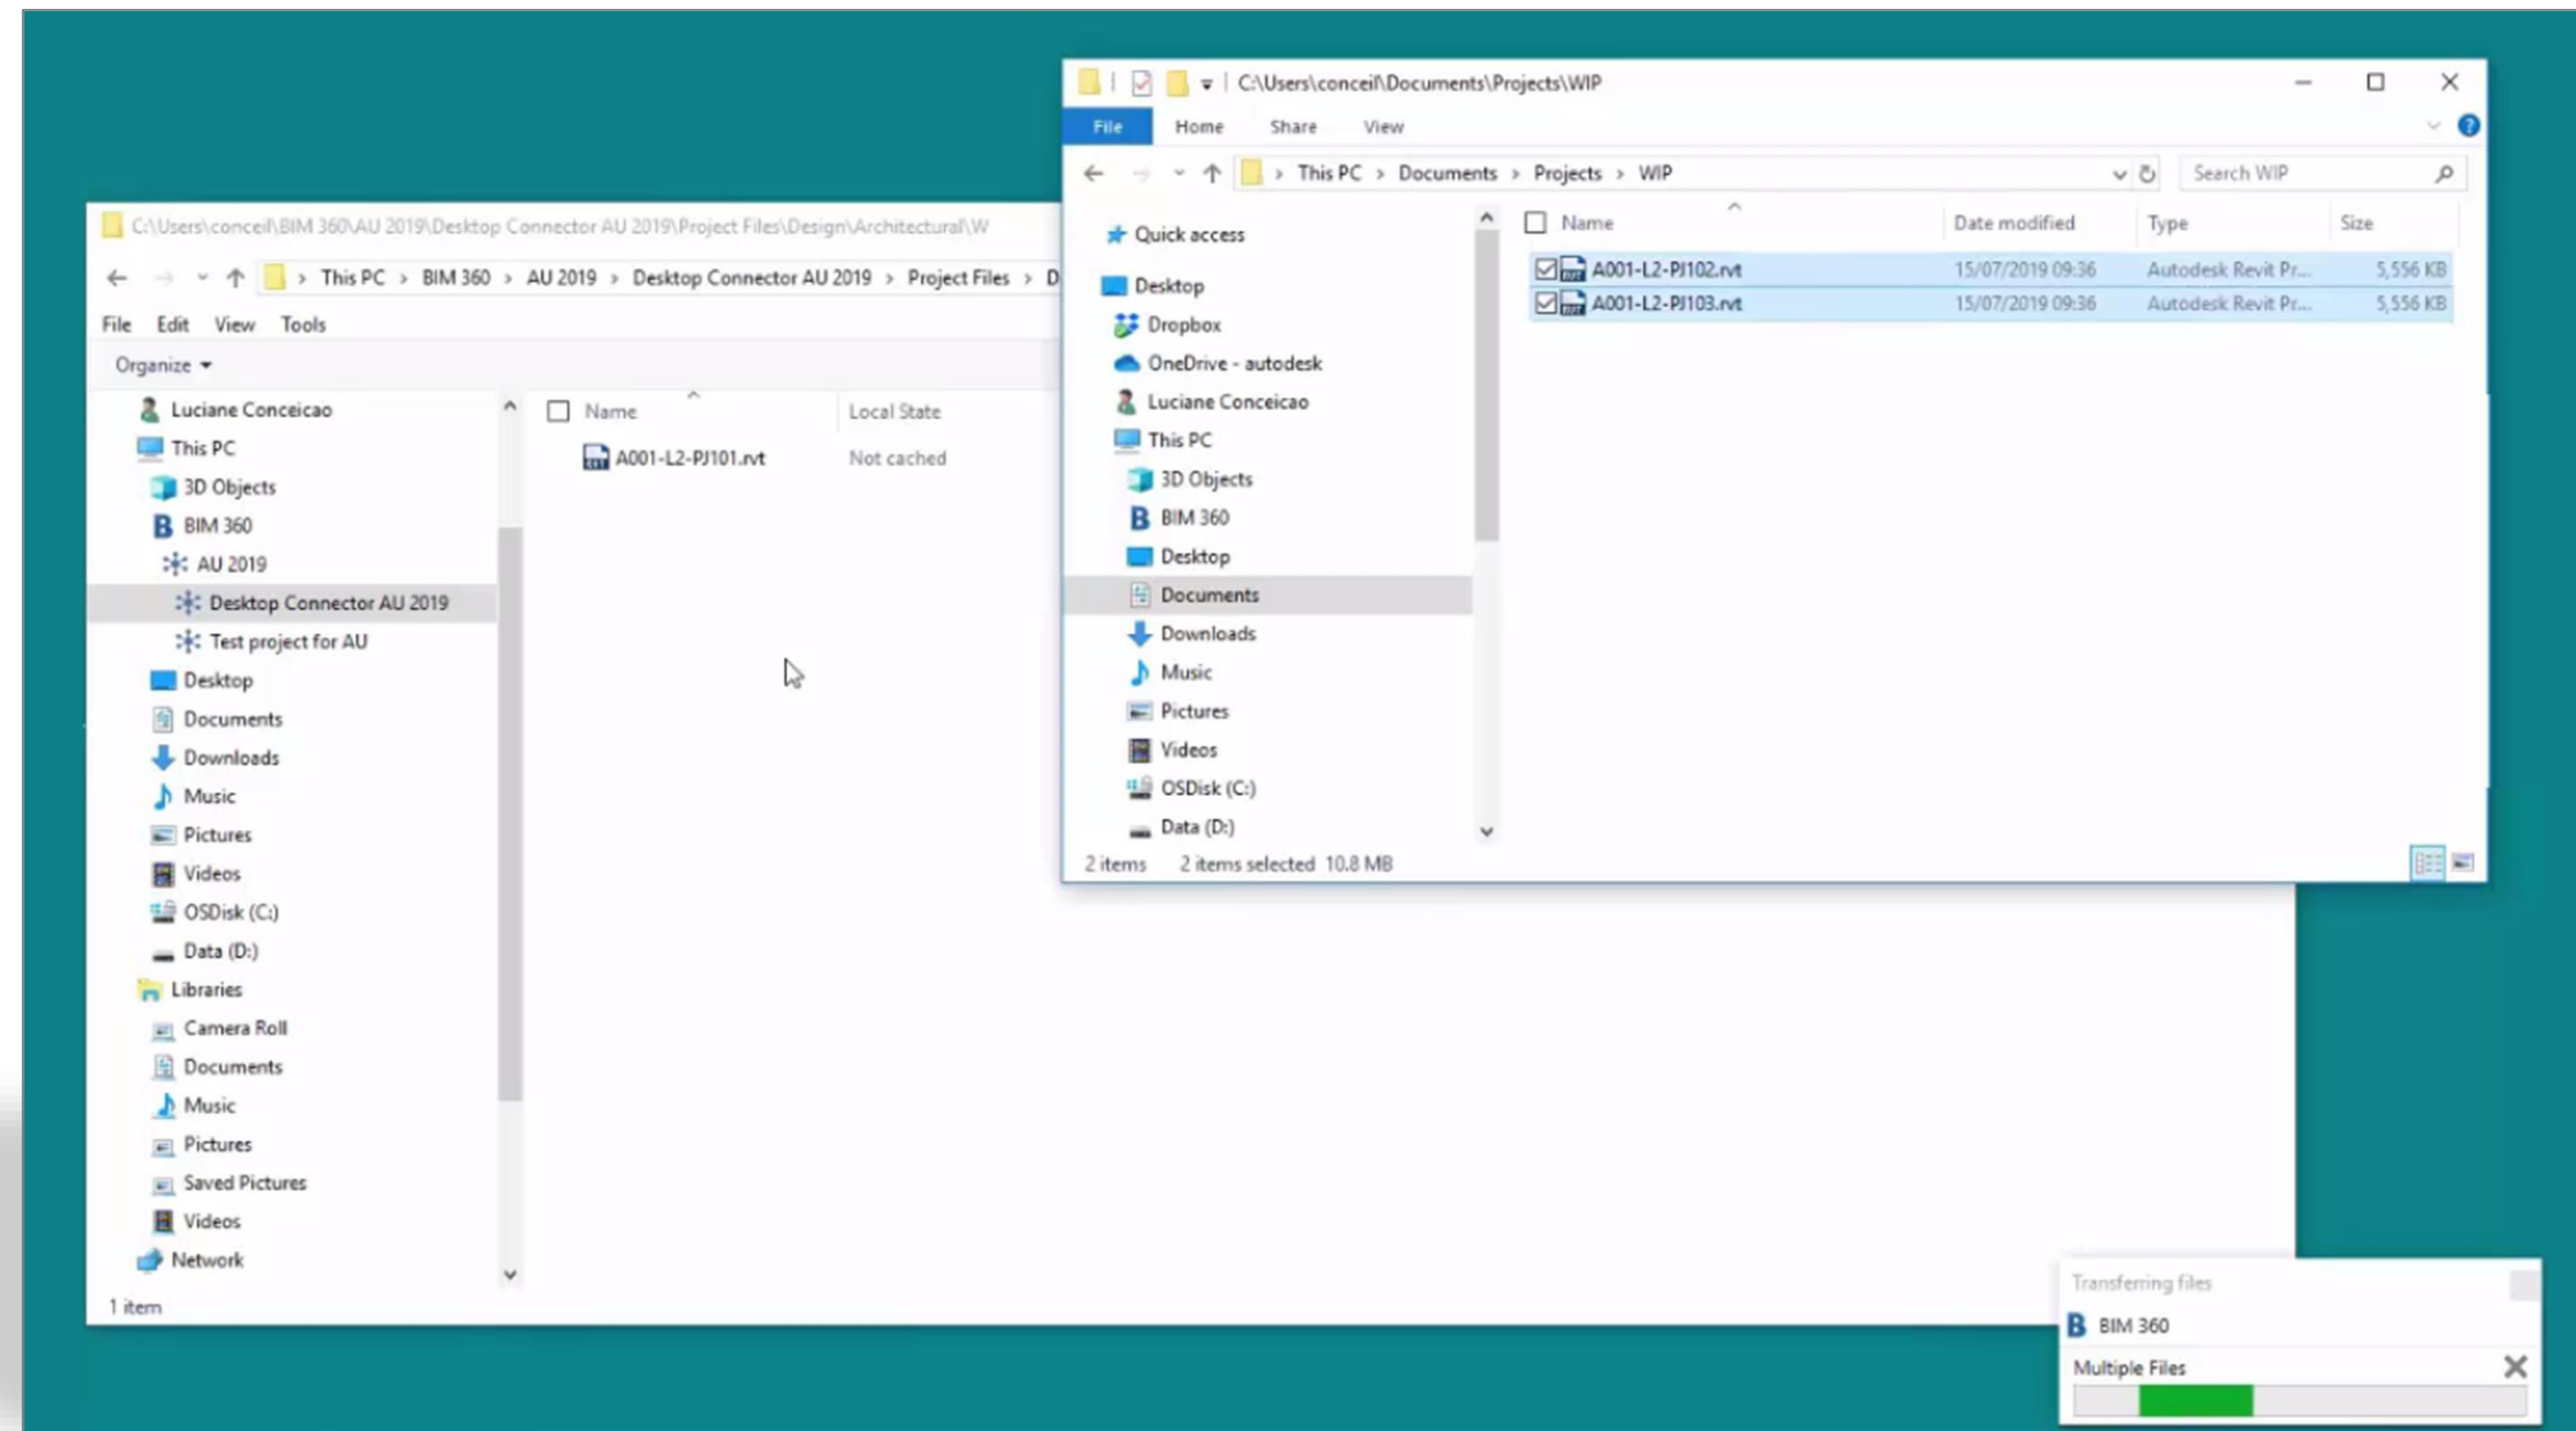 C:\Users\conceil\Documents\Projects\WIP
File Home Share View
This PC > Documents > Projects > WIP
Search WIP
Quick access
Desktop
Dropbox
OneDrive - autodesk
Luciane Conceicao
This PC
3D Objects
BIM 360
Desktop
Documents
Downloads
Music
Pictures
Videos
OSDisk (C:)
Data (D:)
Name Date modified Type Size
A001-L2-PJ102.rvt 15/07/2019 09:36 Autodesk Revit Pr... 5,556 KB
A001-L2-PJ103.rvt 15/07/2019 09:36 Autodesk Revit Pr... 5,556 KB
2 items 2 items selected 10.8 MB
C:\Users\conceil\BIM 360\AU 2019\Desktop Connector AU 2019\Project Files\Design\Architectural\W
This PC > BIM 360 > AU 2019 > Desktop Connector AU 2019 > Project Files > D
File Edit View Tools
Organize
Luciane Conceicao
This PC
3D Objects
BIM 360
AU 2019
Desktop Connector AU 2019
Test project for AU
Desktop
Documents
Downloads
Music
Pictures
Videos
OSDisk (C:)
Data (D:)
Libraries
Camera Roll
Documents
Music
Pictures
Saved Pictures
Videos
Network
Name Local State
A001-L2-PJ101.rvt Not cached
1 item
Transferring files
BIM 360
Multiple Files